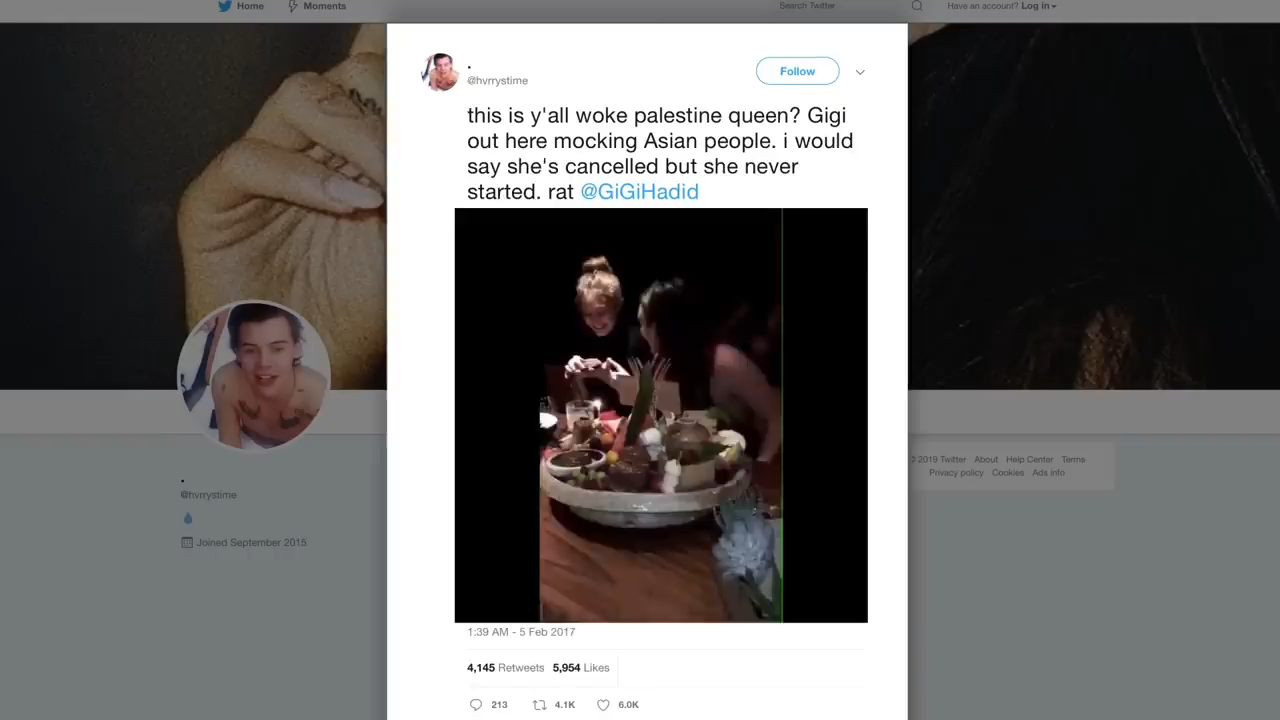 Home
Moments
Search Twitter
Have an account? Log in
.
@hvrrystime
Follow
this is y'all woke palestine queen? Gigi
out here mocking Asian people. i would
say she's cancelled but she never
started. rat @GiGiHadid
1:39 AM - 5 Feb 2017
4,145 Retweets 5,954 Likes
213 4.1K 6.0K
.
@hvrrystime
Joined September 2015
© 2019 Twitter About Help Center Terms
Privacy policy Cookies Ads info